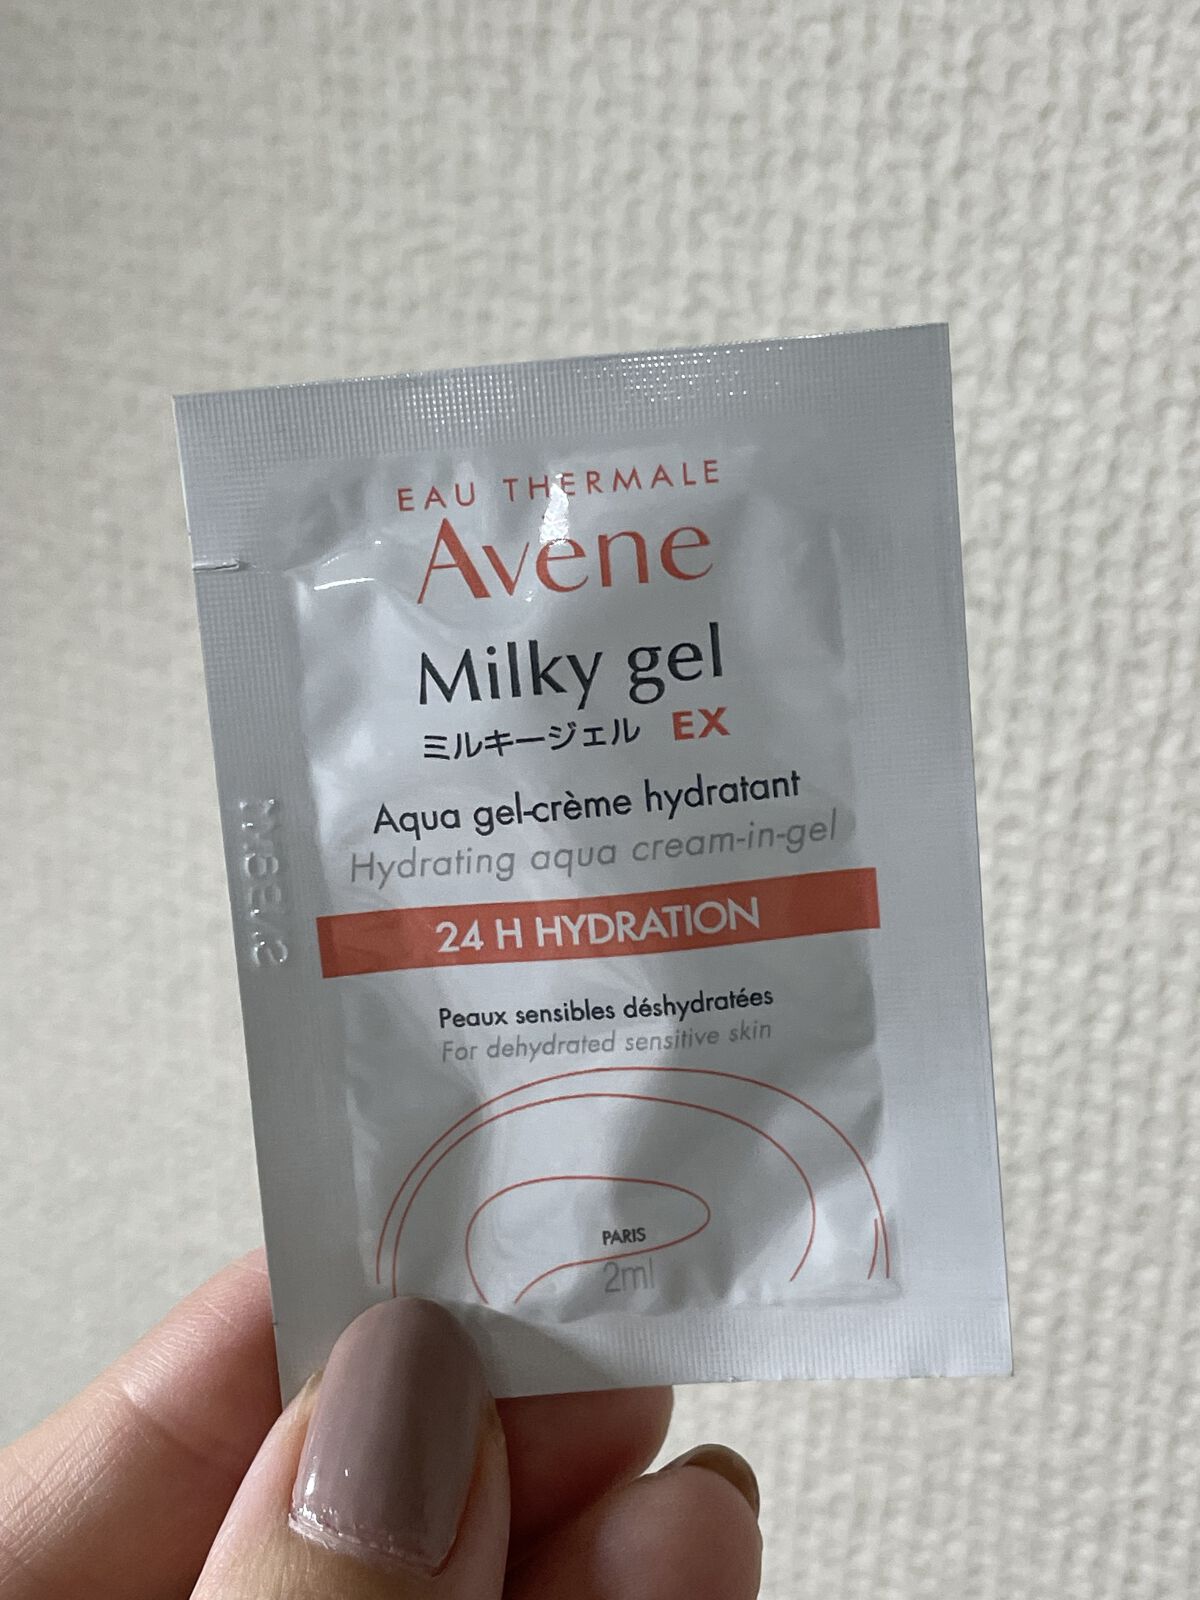 EAU THERMALE
Avène
Milky gel
ミルキージェル EX
Aqua gel-crème hydratant
Hydrating aqua cream-in-gel
24 H HYDRATION
Peaux sensibles déshydratées
For dehydrated sensitive skin
PARIS
2ml